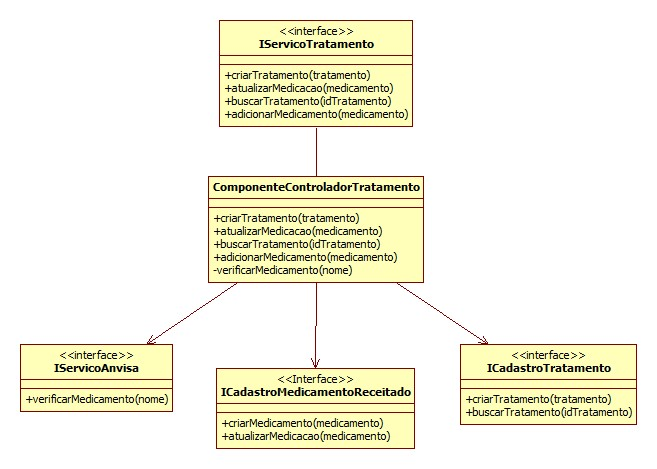 <<interface>>
IServicoTratamento
+criarTratamento(tratamento)
+atualizarMedicacao(medicamento)
+buscarTratamento(idTratamento)
+adicionarMedicamento(medicamento)
ComponenteControladorTratamento
+criarTratamento(tratamento)
+atualizarMedicacao(medicamento)
+buscarTratamento(idTratamento)
+adicionarMedicamento(medicamento)
-verificarMedicamento(nome)
<<interface>>
IServicoAnvisa
+verificarMedicamento(nome)
<<Interface>>
ICadastroMedicamentoReceitado
+criarMedicamento(medicamento)
+atualizarMedicacao(medicamento)
<<interface>>
ICadastroTratamento
+criarTratamento(tratamento)
+buscarTratamento(idTratamento)